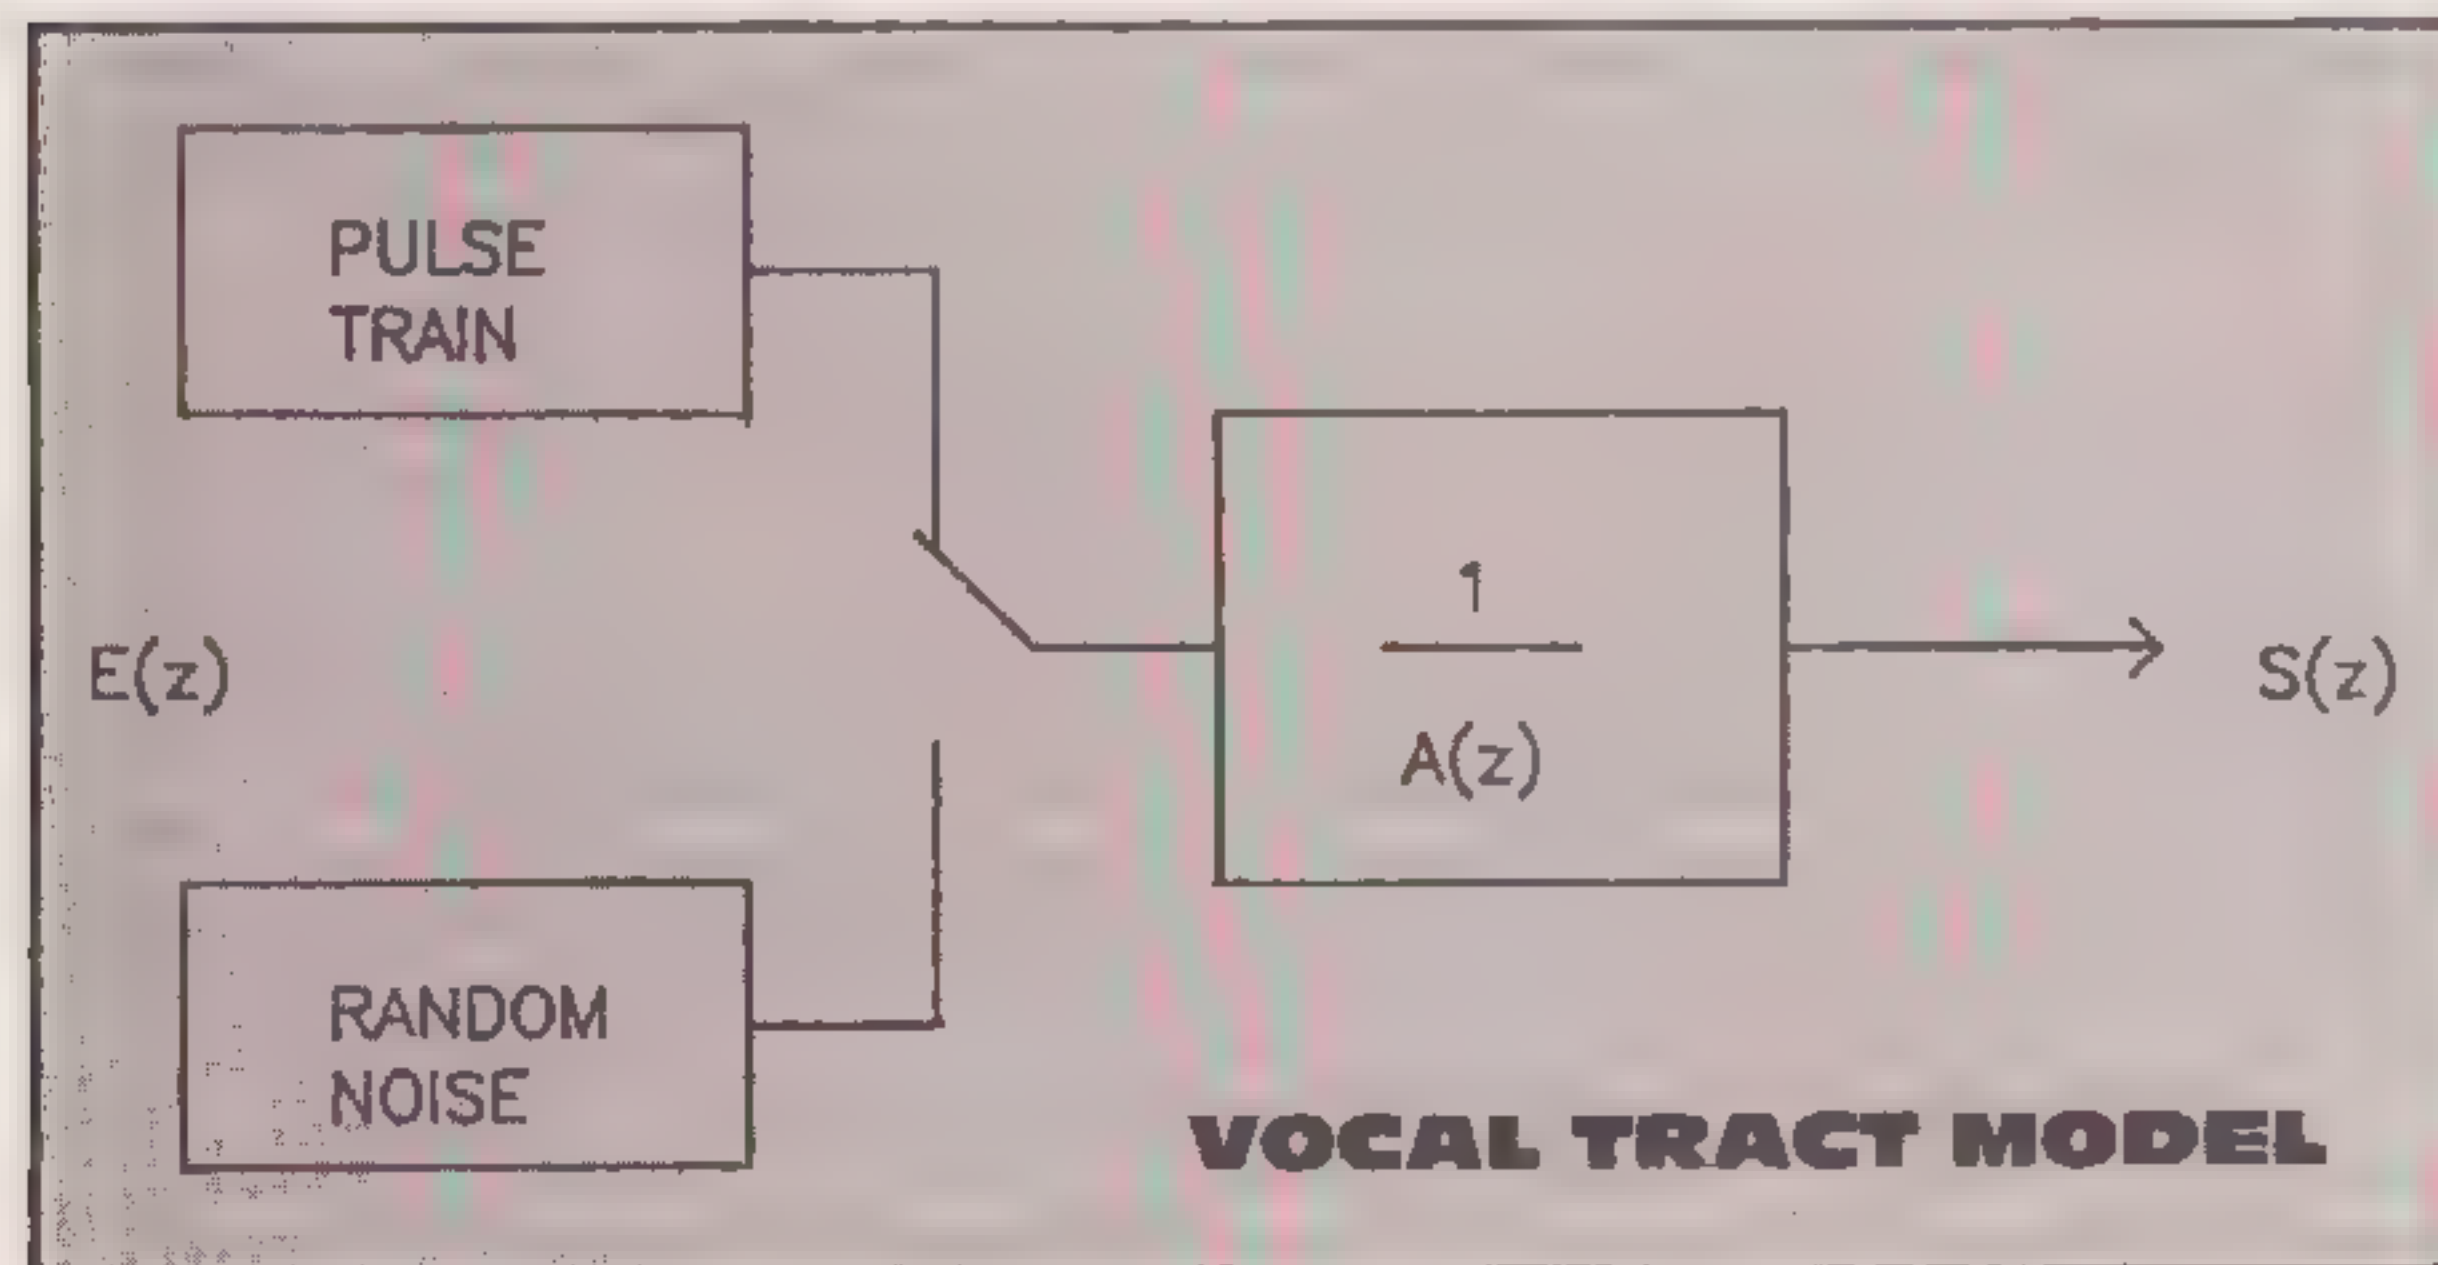 PULSE
TRAIN
E(z)
1
A(z)
S(z)
RANDOM
NOISE
VOCAL TRACT MODEL